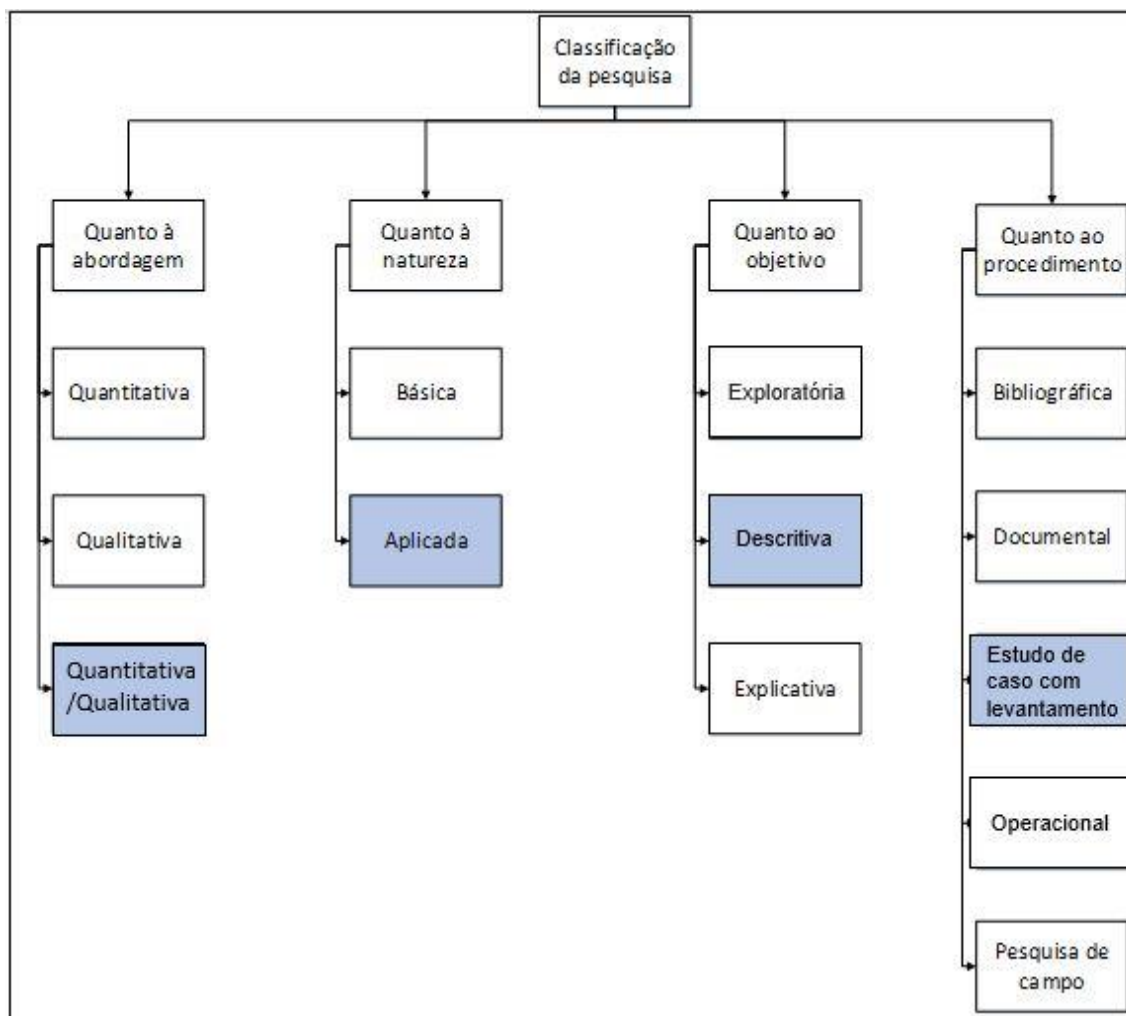 Classificação
da pesquisa
Quanto à
abordagem
Quantitativa
Qualitativa
Quantitativa
/Qualitativa
Quanto à
natureza
Básica
Aplicada
Quanto ao
objetivo
Exploratória
Descritiva
Explicativa
Quanto ao
procedimento
Bibliográfica
Documental
Estudo de
caso com
levantamento
Operacional
Pesquisa de
campo